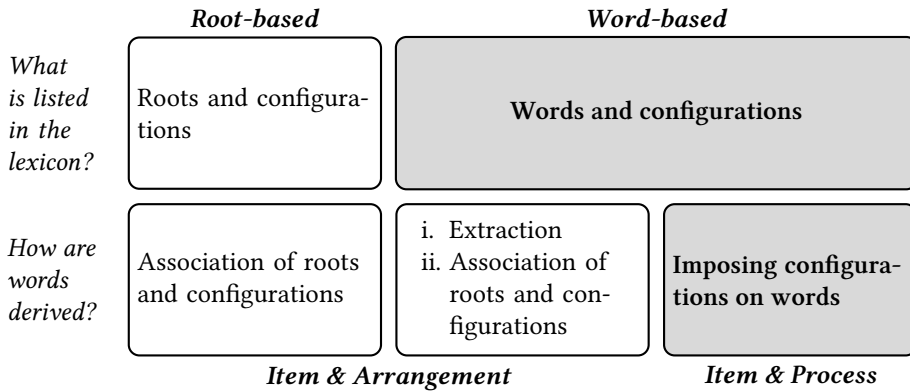 Root-based
Word-based
What
is listed
in the
lexicon?
Roots and configura-
tions
Words and configurations
How are
words
derived?
Association of roots
and configurations
i. Extraction
ii. Association of
roots and con-
figurations
Imposing configura-
tions on words
Item & Arrangement
Item & Process